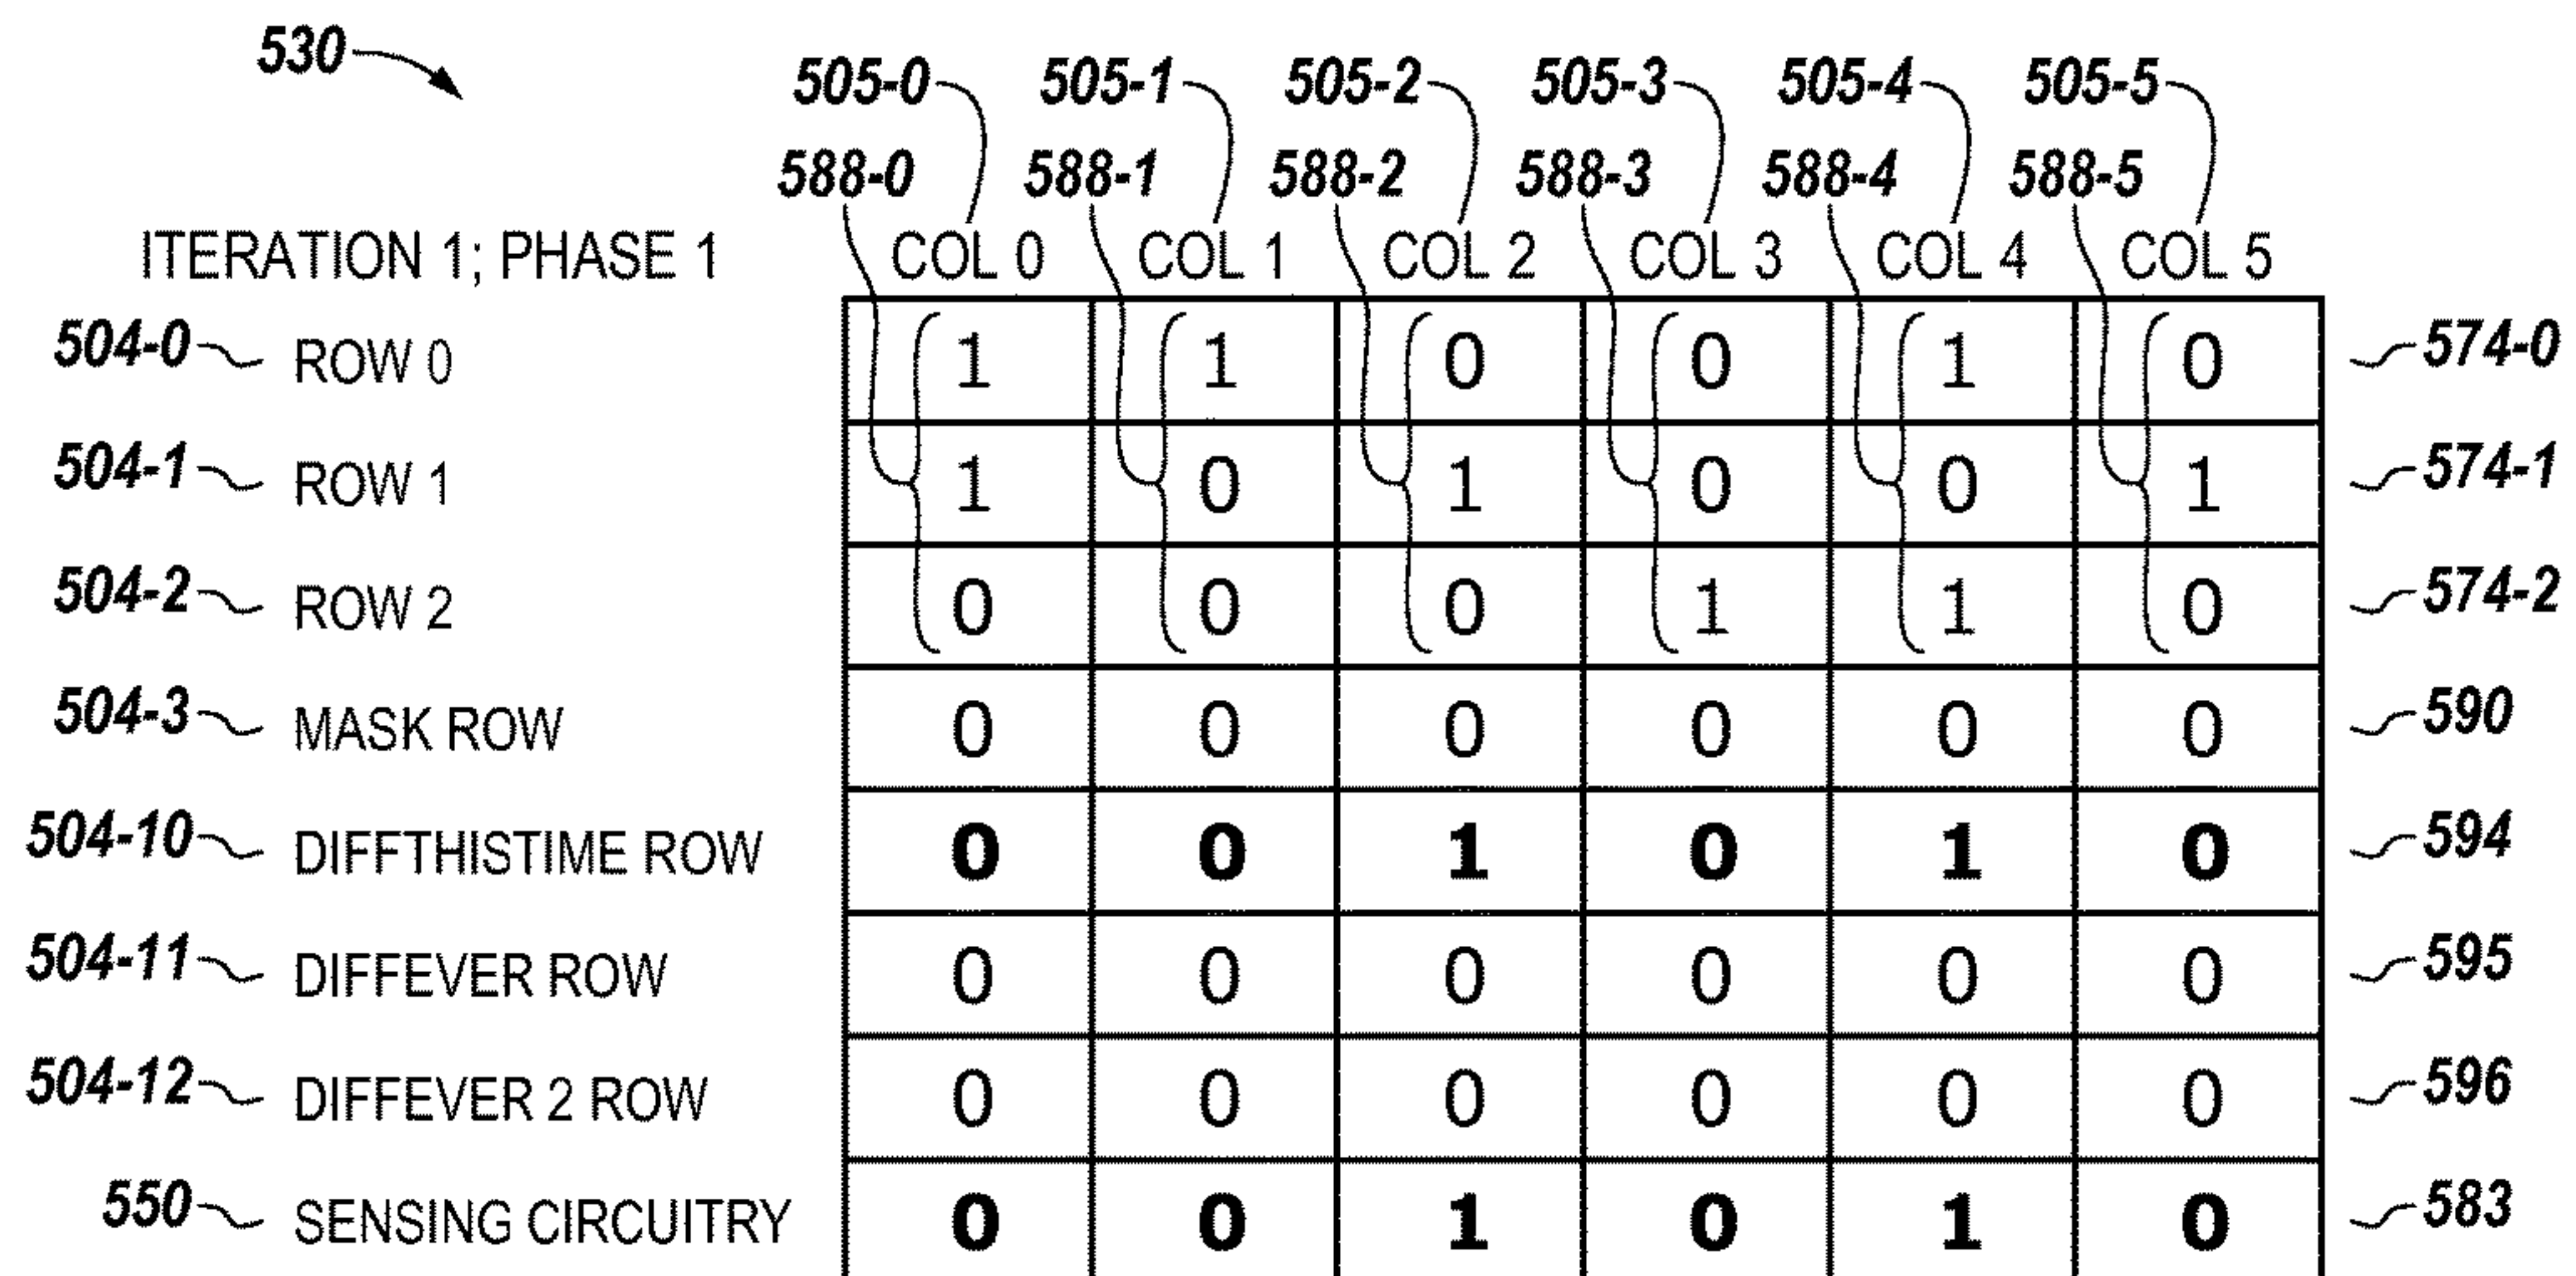 530
505-0 505-1 505-2 505-3 505-4 505-5
588-0 588-1 588-2 588-3 588-4 588-5
ITERATION 1; PHASE 1 COL 0 COL 1 COL 2 COL 3 COL 4 COL 5
504-0 ROW 0 1 1 0 0 1 0 574-0
504-1 ROW 1 1 0 1 0 0 1 574-1
504-2 ROW 2 0 0 0 1 1 0 574-2
504-3 MASK ROW 0 0 0 0 0 0 590
504-10 DIFFTHISTIME ROW 0 0 1 0 1 0 594
504-11 DIFFEVER ROW 0 0 0 0 0 0 595
504-12 DIFFEVER 2 ROW 0 0 0 0 0 0 596
550 SENSING CIRCUITRY 0 0 1 0 1 0 583